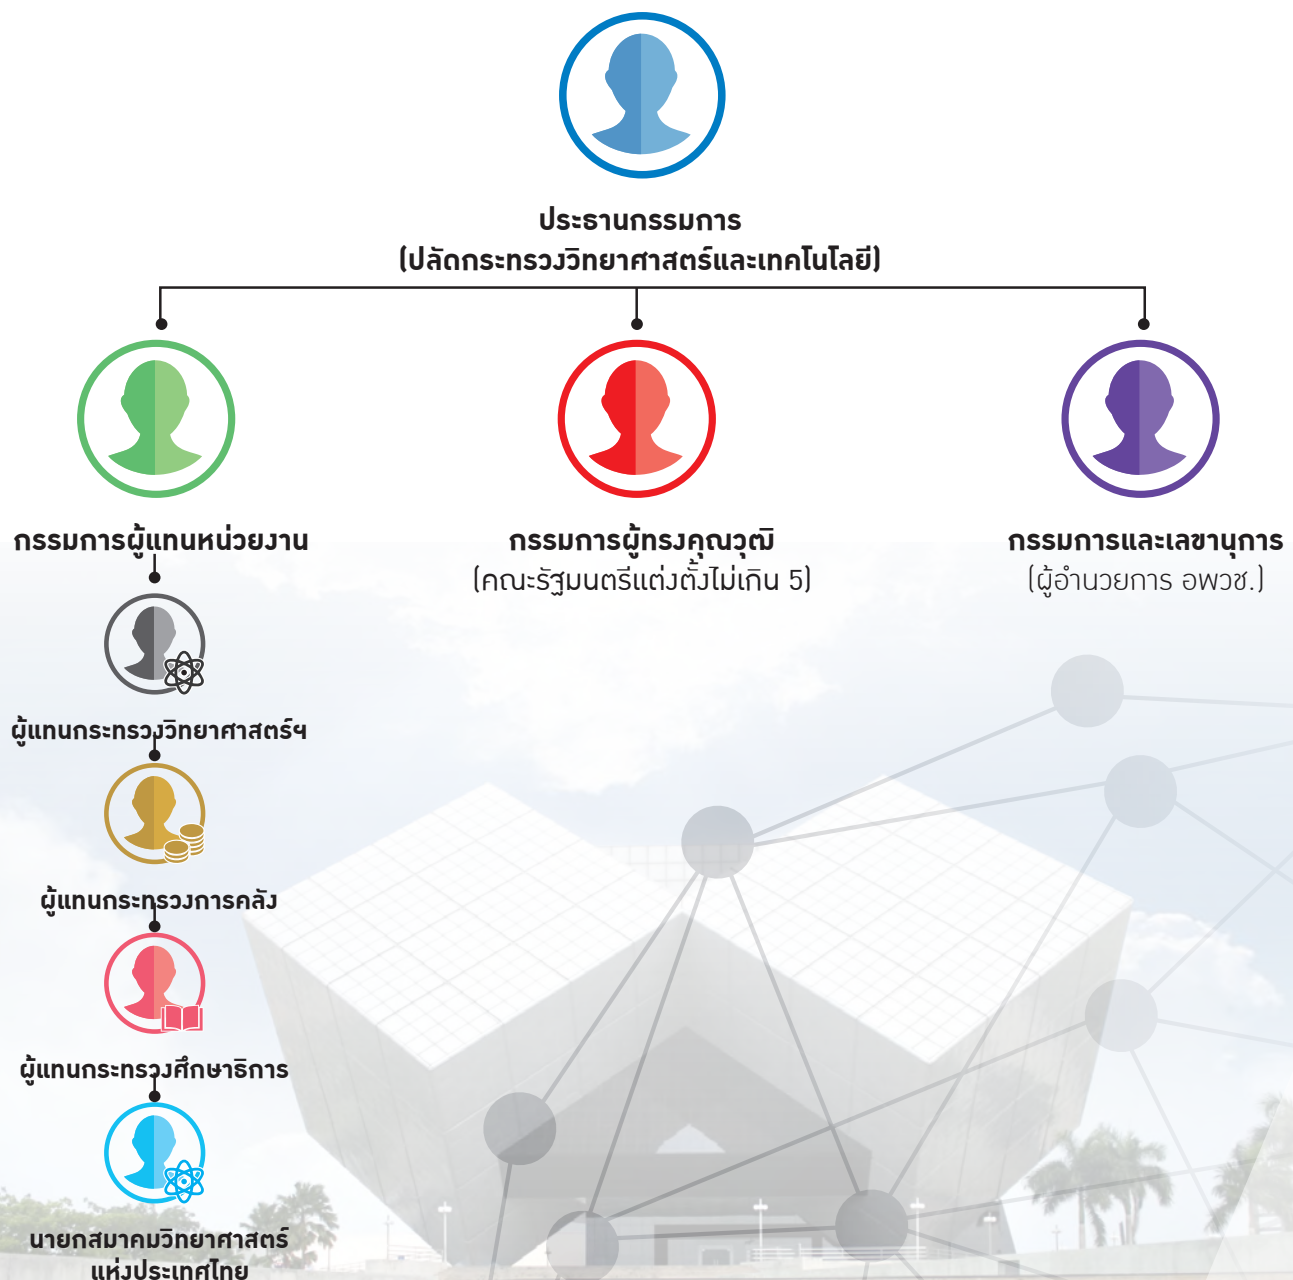 ประธานกรรมการ
(ปลัดกระทรวงวิทยาศาสตร์และเทคโนโลยี)
กรรมการผู้แทนหน่วยงาน
กรรมการผู้ทรงคุณวุฒิ
(คณะรัฐมนตรีแต่งตั้งไม่เกิน 5)
กรรมการและเลขานุการ
(ผู้อำนวยการ อพวช.)
ผู้แทนกระทรวงวิทยาศาสตร์ฯ
ผู้แทนกระทรวงการคลัง
ผู้แทนกระทรวงศึกษาธิการ
นายกสมาคมวิทยาศาสตร์
แห่งประเทศไทย